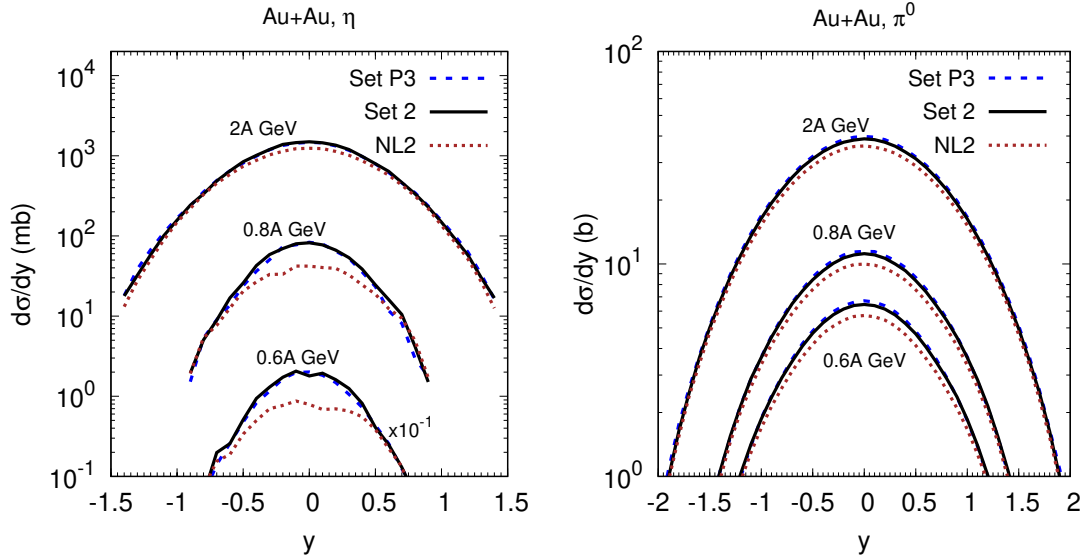 Au+Au, η
dσ/dy (mb)
10⁴
10³
10²
10¹
10⁰
10⁻¹
Set P3
Set 2
NL2
2A GeV
0.8A GeV
0.6A GeV
x10⁻¹
-1.5 -1 -0.5 0 0.5 1 1.5
y
Au+Au, π⁰
dσ/dy (b)
10²
10¹
10⁰
Set P3
Set 2
NL2
2A GeV
0.8A GeV
0.6A GeV
-2 -1.5 -1 -0.5 0 0.5 1 1.5 2
y